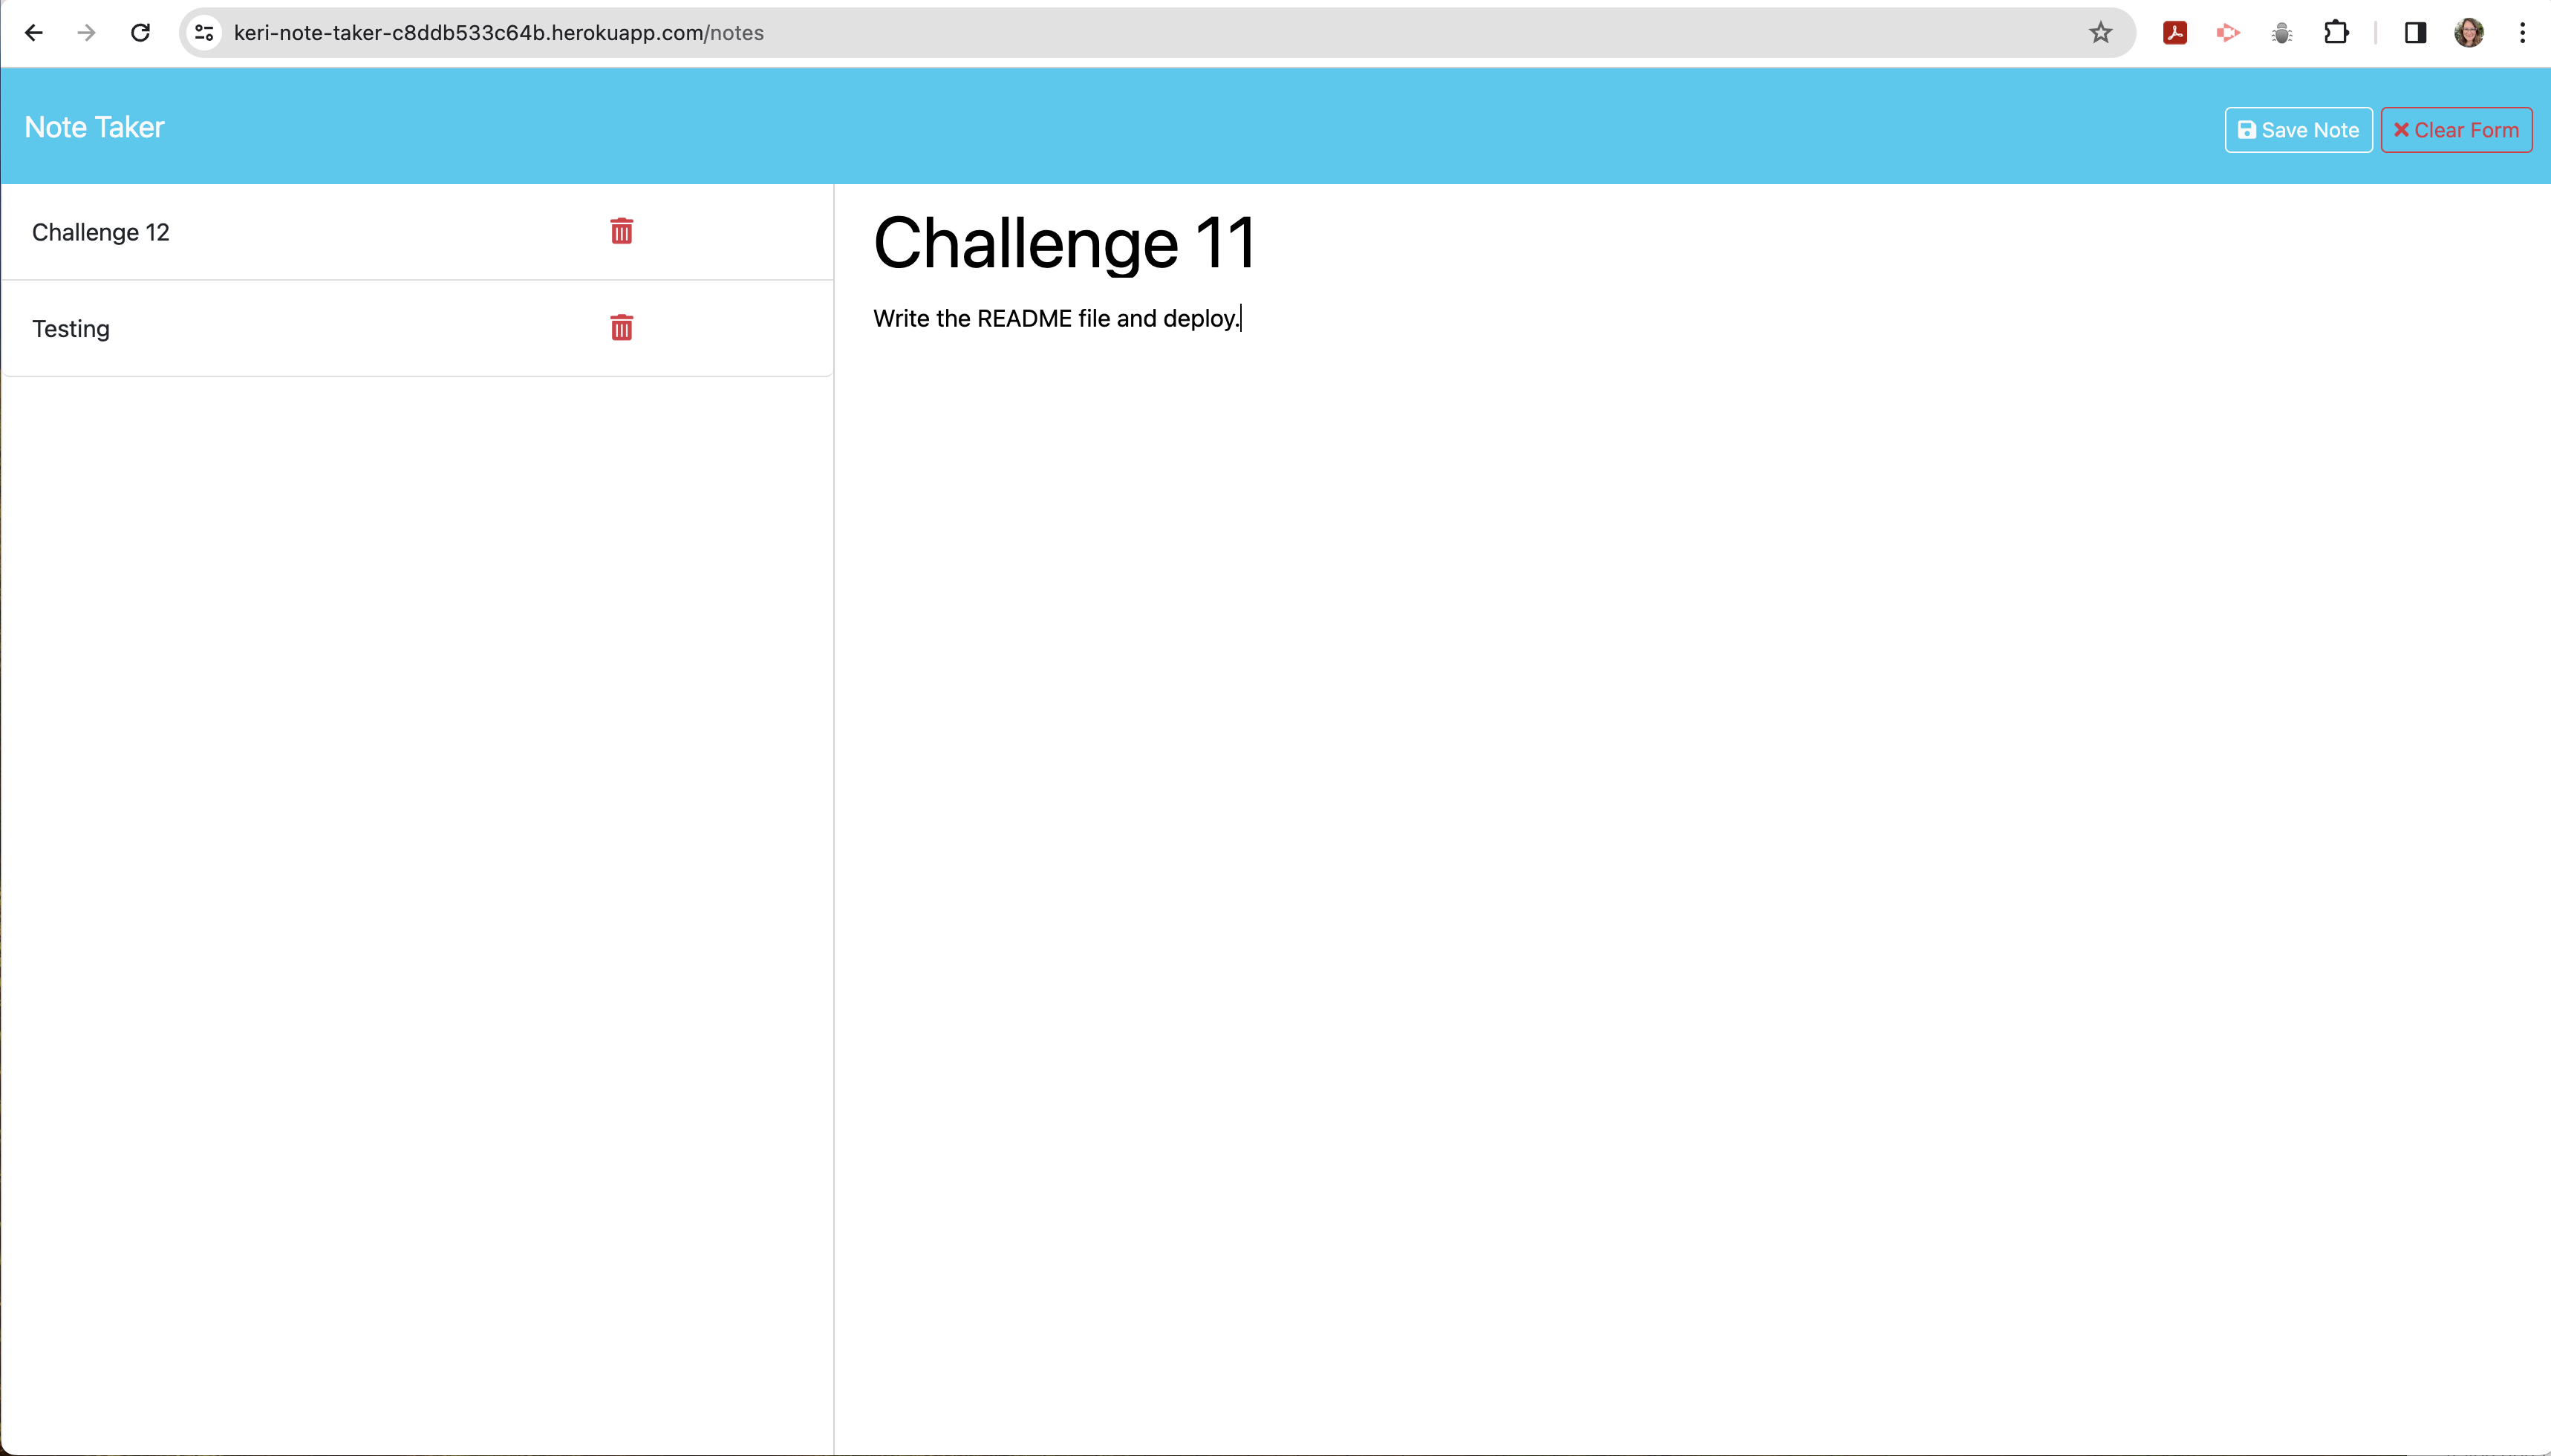 keri-note-taker-c8ddb533c64b.herokuapp.com/notes
Note Taker
Save Note
Clear Form
Challenge 12
Testing
Challenge 11
Write the README file and deploy.